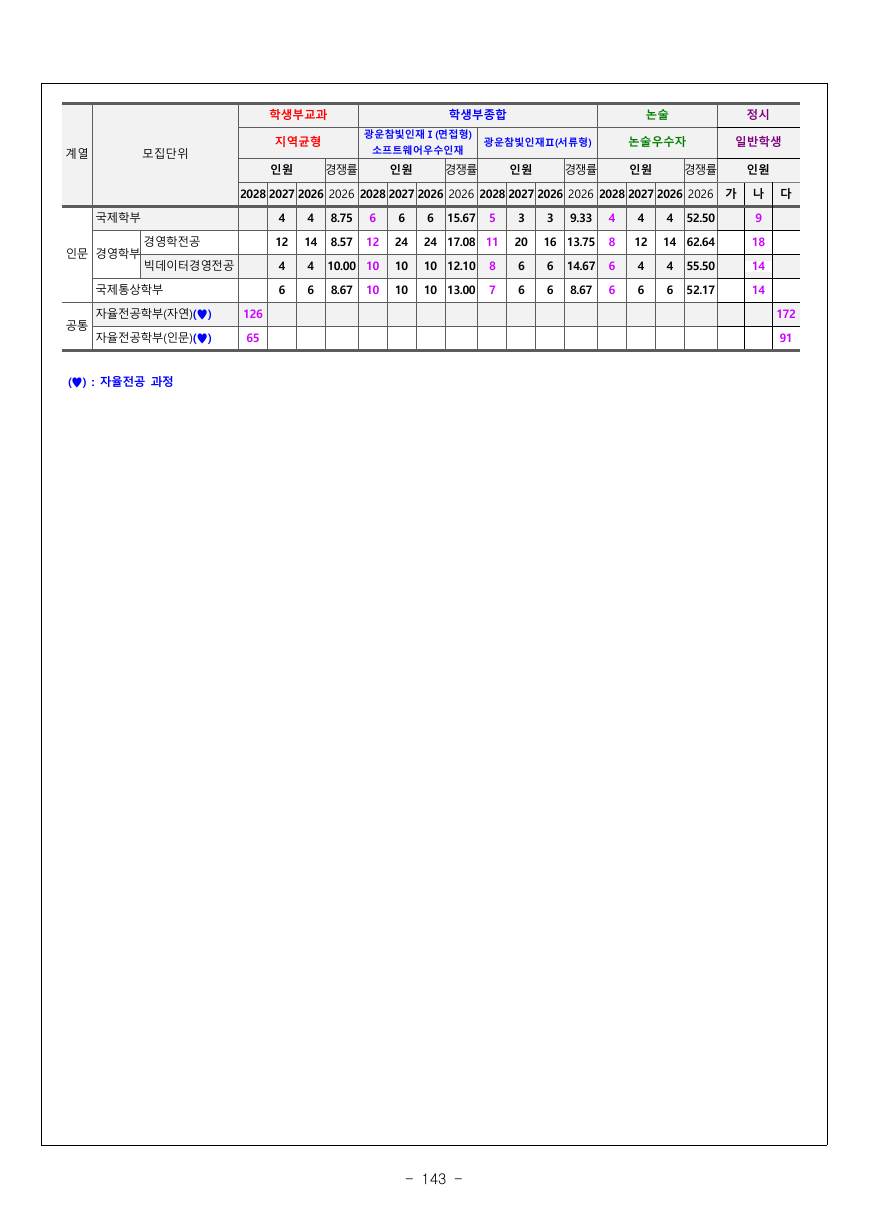 계열 모집단위 학생부교과 학생부종합 논술 정시
지역균형 광운참빛인재Ⅰ(면접형) 소프트웨어우수인재 광운참빛인재Ⅱ(서류형) 논술우수자 일반학생
인원 경쟁률 인원 경쟁률 인원 경쟁률 인원 경쟁률 인원
2028 2027 2026 2026 2028 2027 2026 2026 2028 2027 2026 2026 2028 2027 2026 2026 가 나 다
인문 국제학부 4 4 8.75 6 6 6 15.67 5 3 3 9.33 4 4 4 52.50 9
경영학부 경영학전공 12 14 8.57 12 24 24 17.08 11 20 16 13.75 8 12 14 62.64 18
빅데이터경영전공 4 4 10.00 10 10 10 12.10 8 6 6 14.67 6 4 4 55.50 14
국제통상학부 6 6 8.67 10 10 10 13.00 7 6 6 8.67 6 6 6 52.17 14
공통 자율전공학부(자연)(♥) 126 172
자율전공학부(인문)(♥) 65 91
(♥) : 자율전공 과정
- 143 -